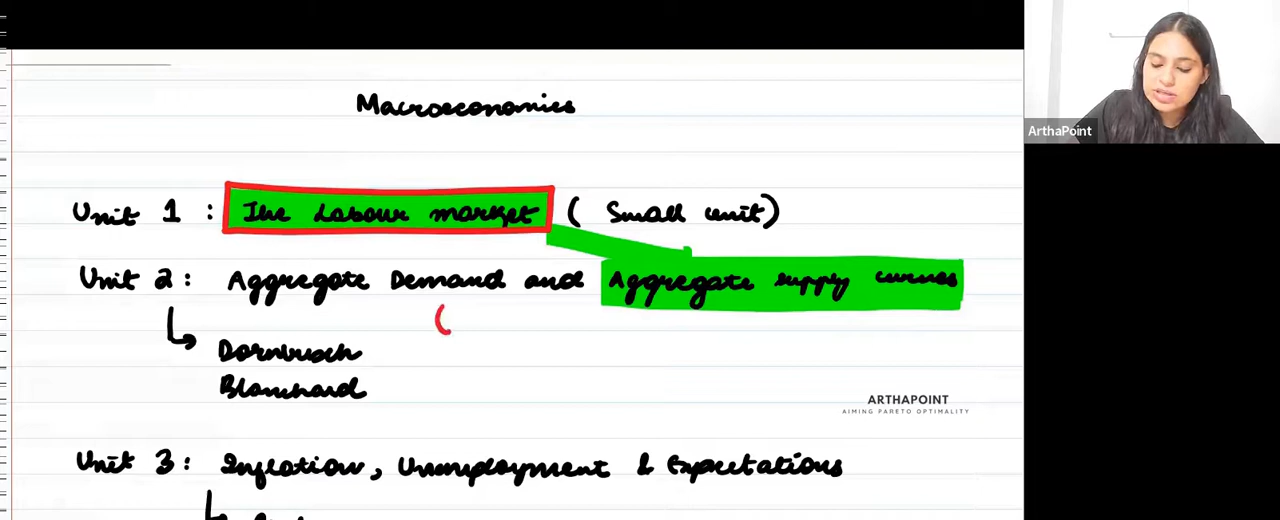 Macroeconomics
ArthaPoint
Unit 1 : The Labour market ( Small unit)
Unit 2 : Aggregate Demand and Aggregate supply curves
(
Dornbusch
Blanchard
ARTHAPOINT
AIMING PARETO OPTIMALITY
Unit 3 : Inflation, Unemployment & Expectations